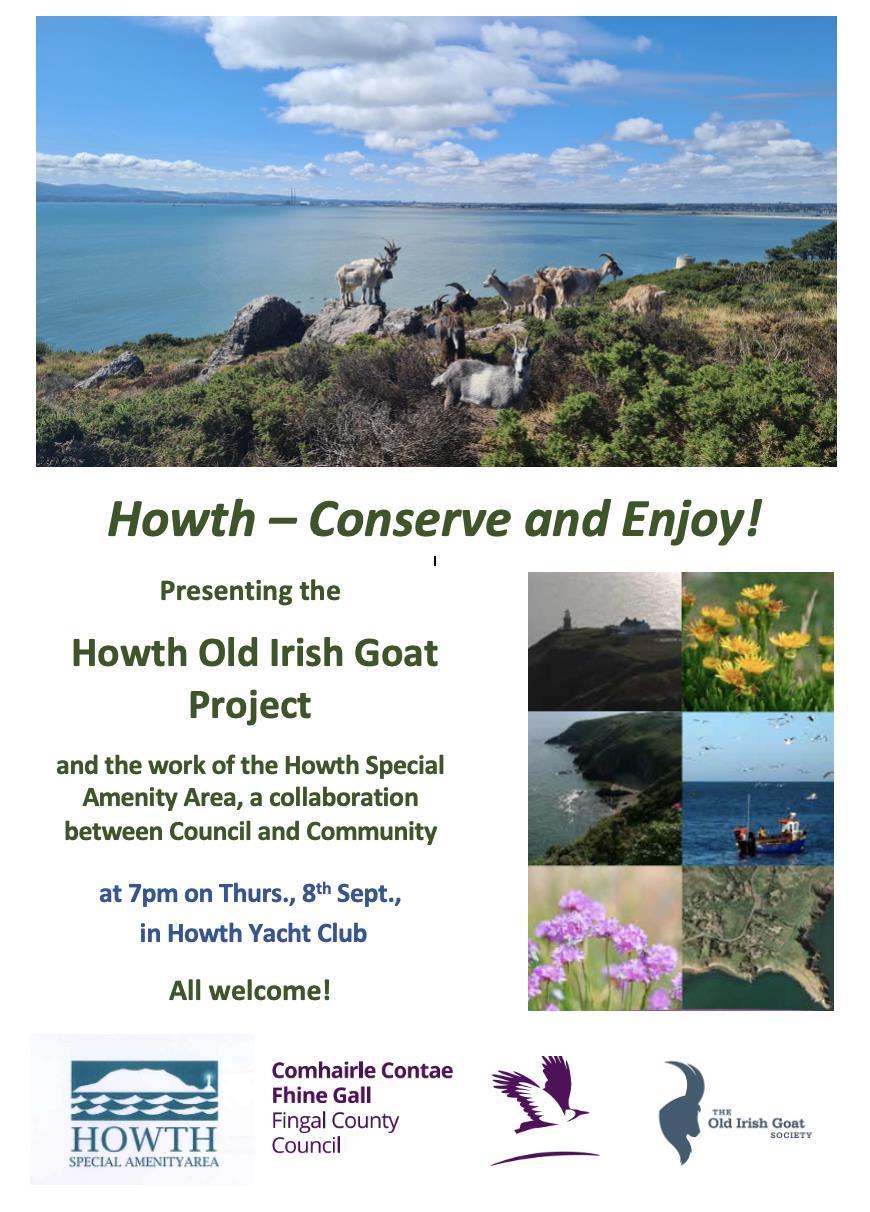 Howth – Conserve and Enjoy!
Presenting the
Howth Old Irish Goat
Project
and the work of the Howth Special
Amenity Area, a collaboration
between Council and Community
at 7pm on Thurs., 8th Sept.,
in Howth Yacht Club
All welcome!
HOWTH
SPECIAL AMENITY AREA
Comhairle Contae
Fhine Gall
Fingal County
Council
THE
Old Irish Goat
SOCIETY